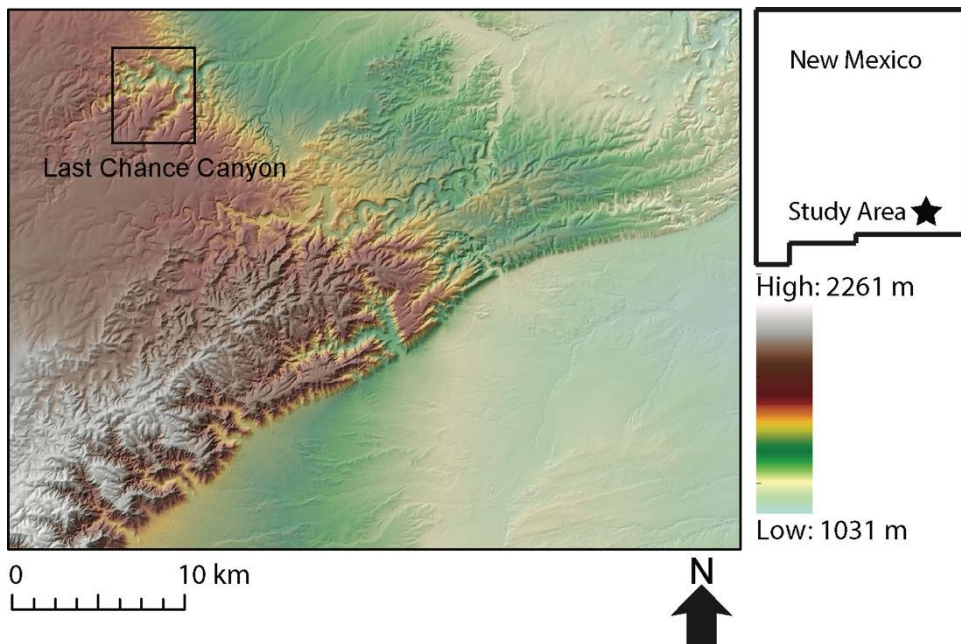 Last Chance Canyon
New Mexico
Study Area
High: 2261 m
Low: 1031 m
0 10 km
N